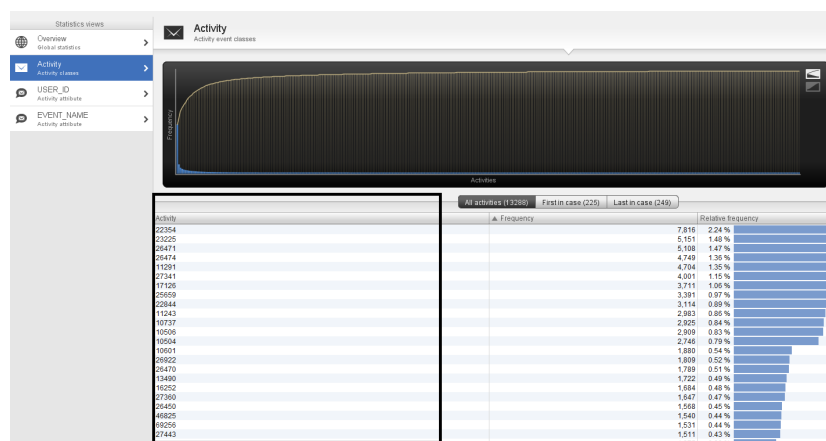 Statistics views
Overview
Global statistics
Activity
Activity classes
USER_ID
Activity attribute
EVENT_NAME
Activity attribute
Activity
Activity event classes
Frequency
Activities
All activities (13288) First in case (225) Last in case (249)
Activity Frequency Relative frequency
22354 7,816 2.24 %
23225 5,151 1.48 %
26471 5,108 1.47 %
26474 4,749 1.36 %
11291 4,704 1.35 %
27341 4,001 1.15 %
17126 3,711 1.06 %
25659 3,391 0.97 %
22844 3,114 0.89 %
11243 2,983 0.86 %
10737 2,925 0.84 %
10506 2,909 0.83 %
10504 2,746 0.79 %
10601 1,880 0.54 %
26922 1,809 0.52 %
26470 1,789 0.51 %
13490 1,722 0.49 %
16252 1,684 0.48 %
27360 1,647 0.47 %
26450 1,568 0.45 %
46825 1,540 0.44 %
69256 1,531 0.44 %
27443 1,511 0.43 %